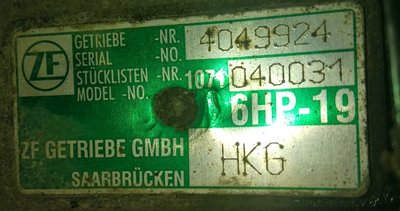 ZF
GETRIEBE -NR. 4049924
SERIAL -NO.
STÜCKLISTEN -NR. 1071 040031
MODEL -NO.
6HP-19
ZF GETRIEBE GMBH HKG
SAARBRÜCKEN